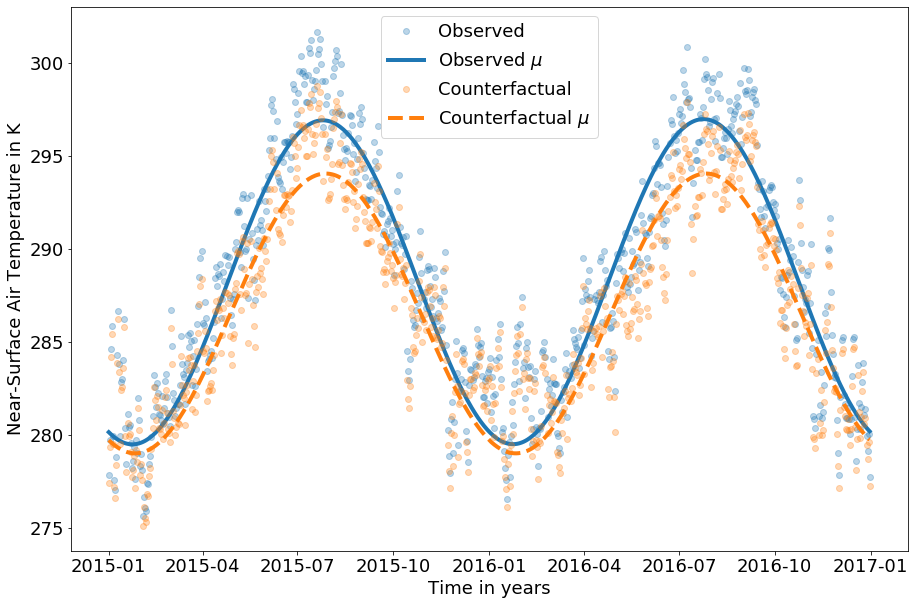 Observed
Observed μ
Counterfactual
Counterfactual μ
Near-Surface Air Temperature in K
300
295
290
285
280
275
2015-01 2015-04 2015-07 2015-10 2016-01 2016-04 2016-07 2016-10 2017-01
Time in years